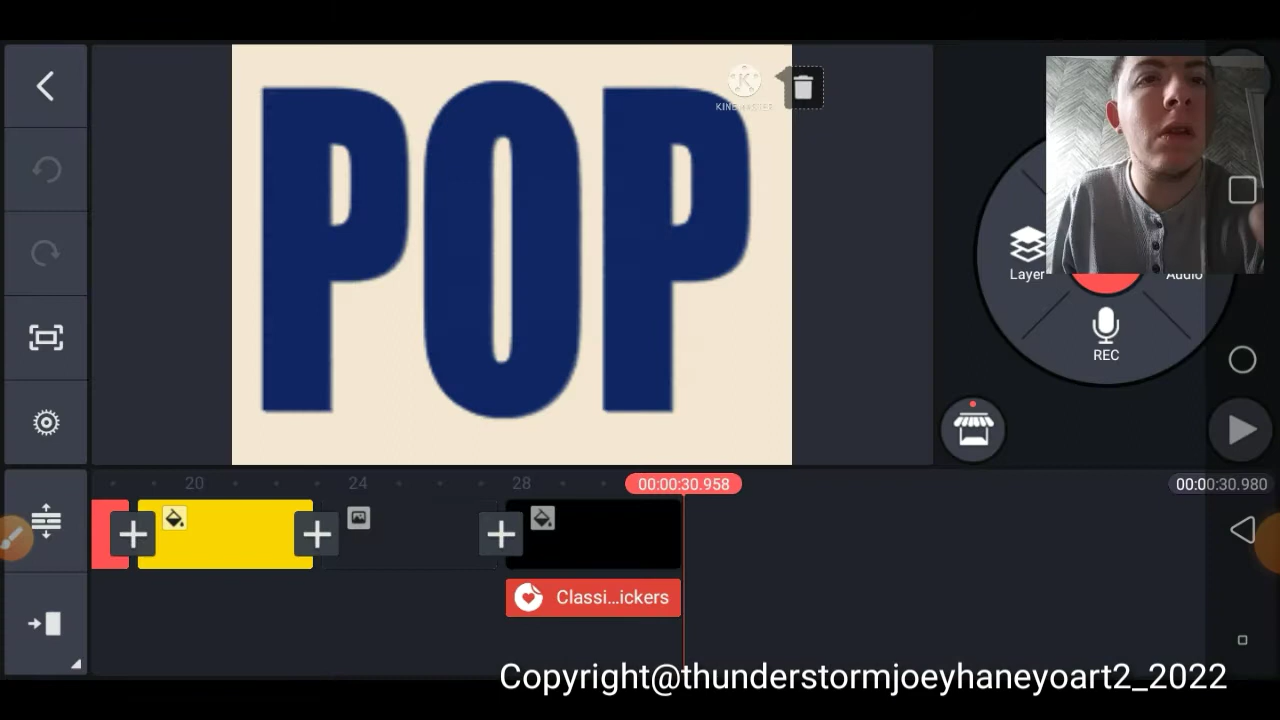 POP
KINEMASTER
Layer
Audio
REC
20
24
28
00:00:30.958
00:00:30.980
Classi...ickers
Copyright@thunderstormjoeyhaneyoart2_2022